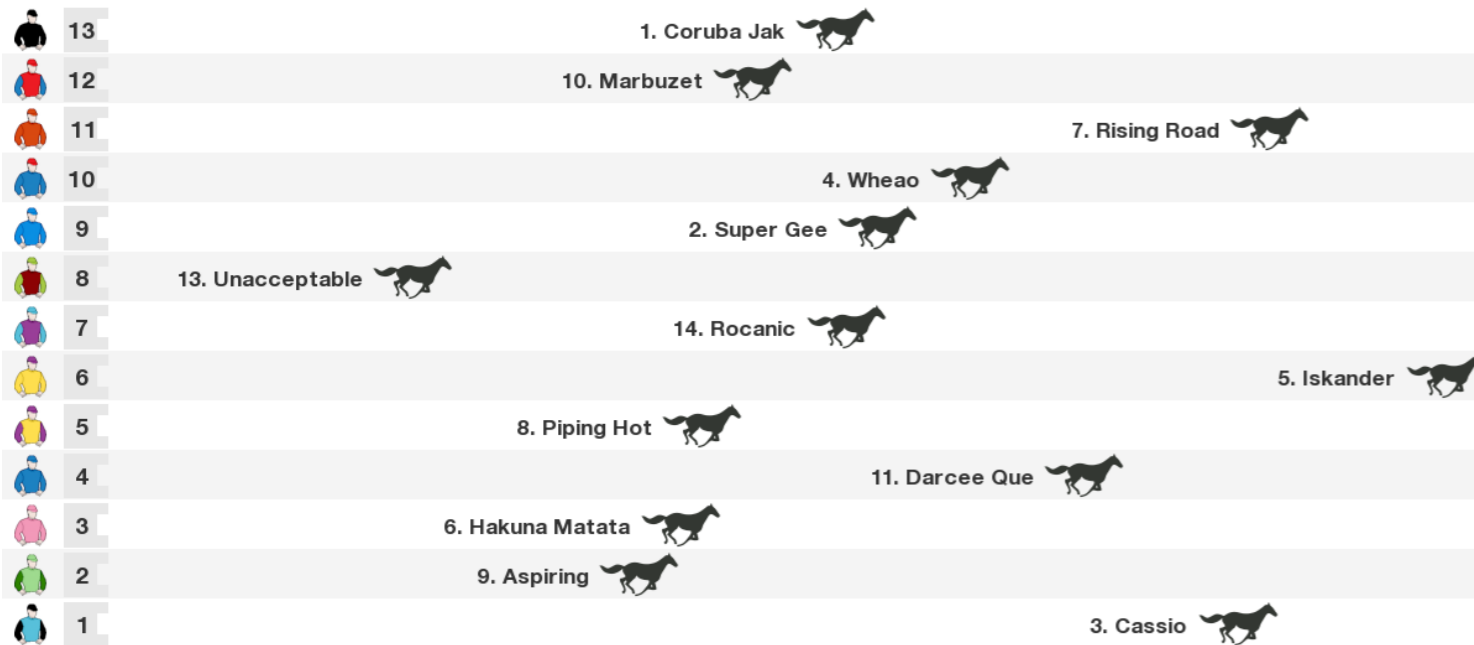 13 1. Coruba Jak
12 10. Marbuzet
11 7. Rising Road
10 4. Wheao
9 2. Super Gee
8 13. Unacceptable
7 14. Rocanic
6 5. Iskander
5 8. Piping Hot
4 11. Darcee Que
3 6. Hakuna Matata
2 9. Aspiring
1 3. Cassio